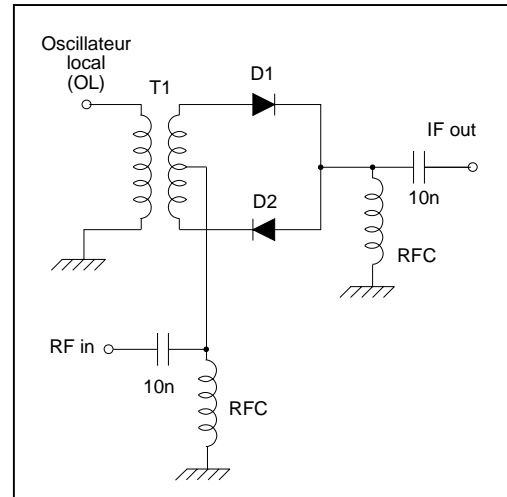 Oscillateur
local
(OL)
T1
D1
D2
IF out
10n
RFC
RF in
10n
RFC